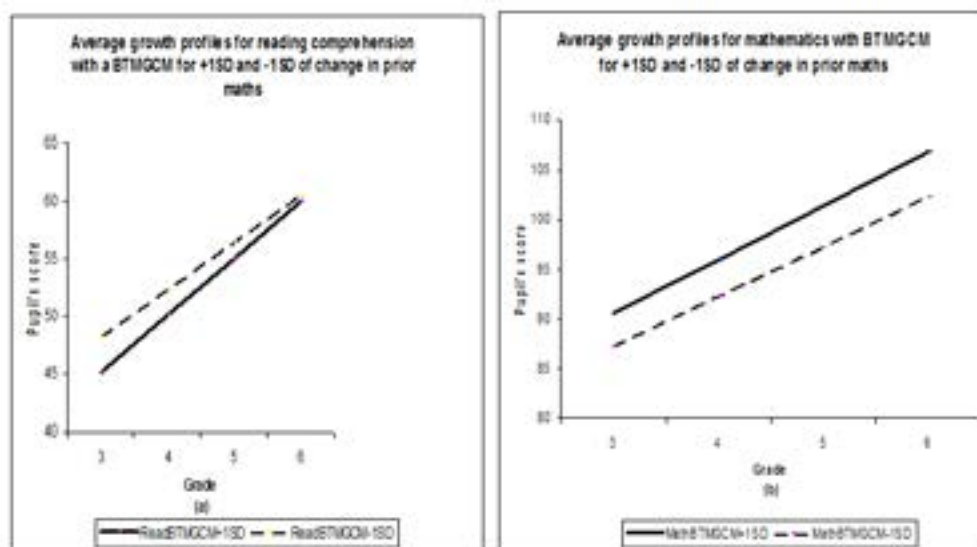 Average growth profiles for reading comprehension
with a BTMGCM for +1SD and -1SD of change in prior
maths
65
60
55
50
45
40
Pupil's score
3 4 5 6
Grade
(a)
ReadBTMGCM+1SD ReadBTMGCM-1SD
Average growth profiles for mathematics with BTMGCM
for +1SD and -1SD of change in prior maths
110
105
100
95
90
85
80
Pupil's score
3 4 5 6
Grade
(b)
MathBTMGCM+1SD MathBTMGCM-1SD